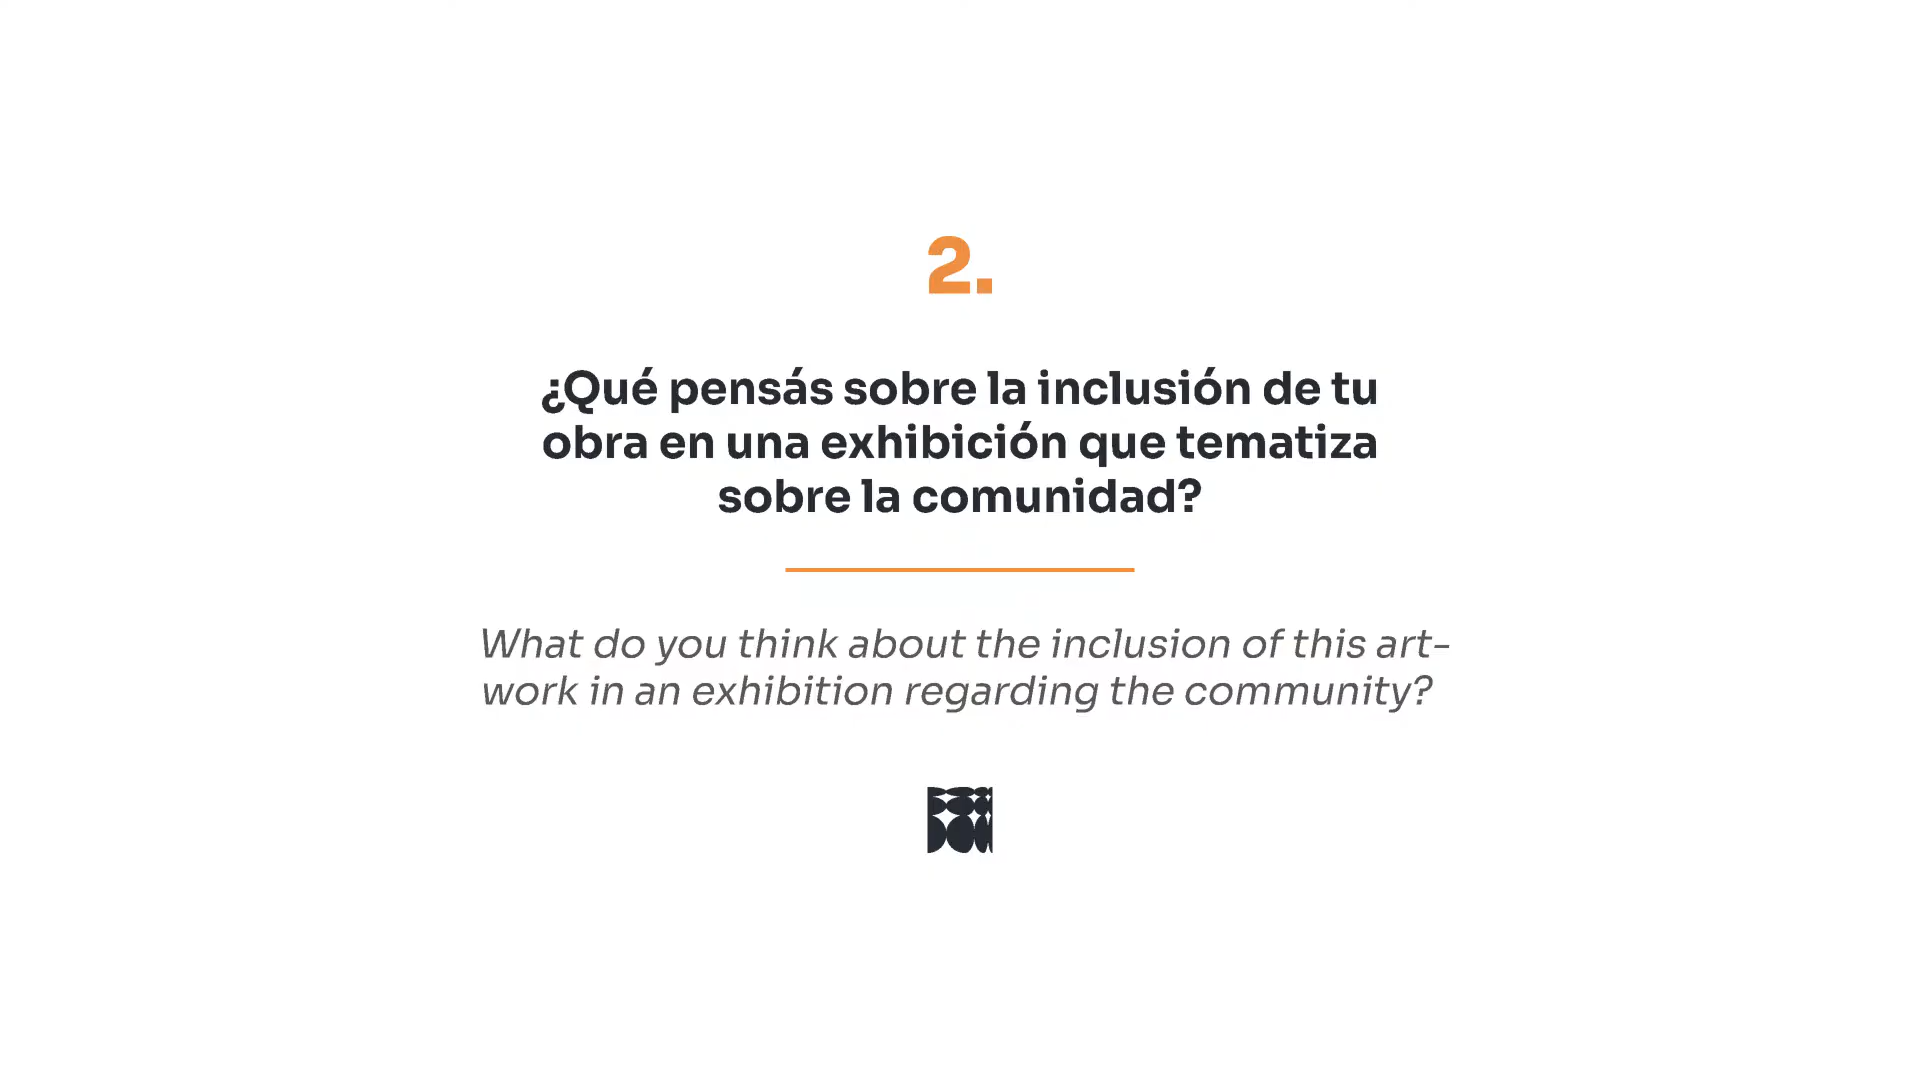 2.
¿Qué pensás sobre la inclusión de tu
obra en una exhibición que tematiza
sobre la comunidad?
What do you think about the inclusion of this art-
work in an exhibition regarding the community?